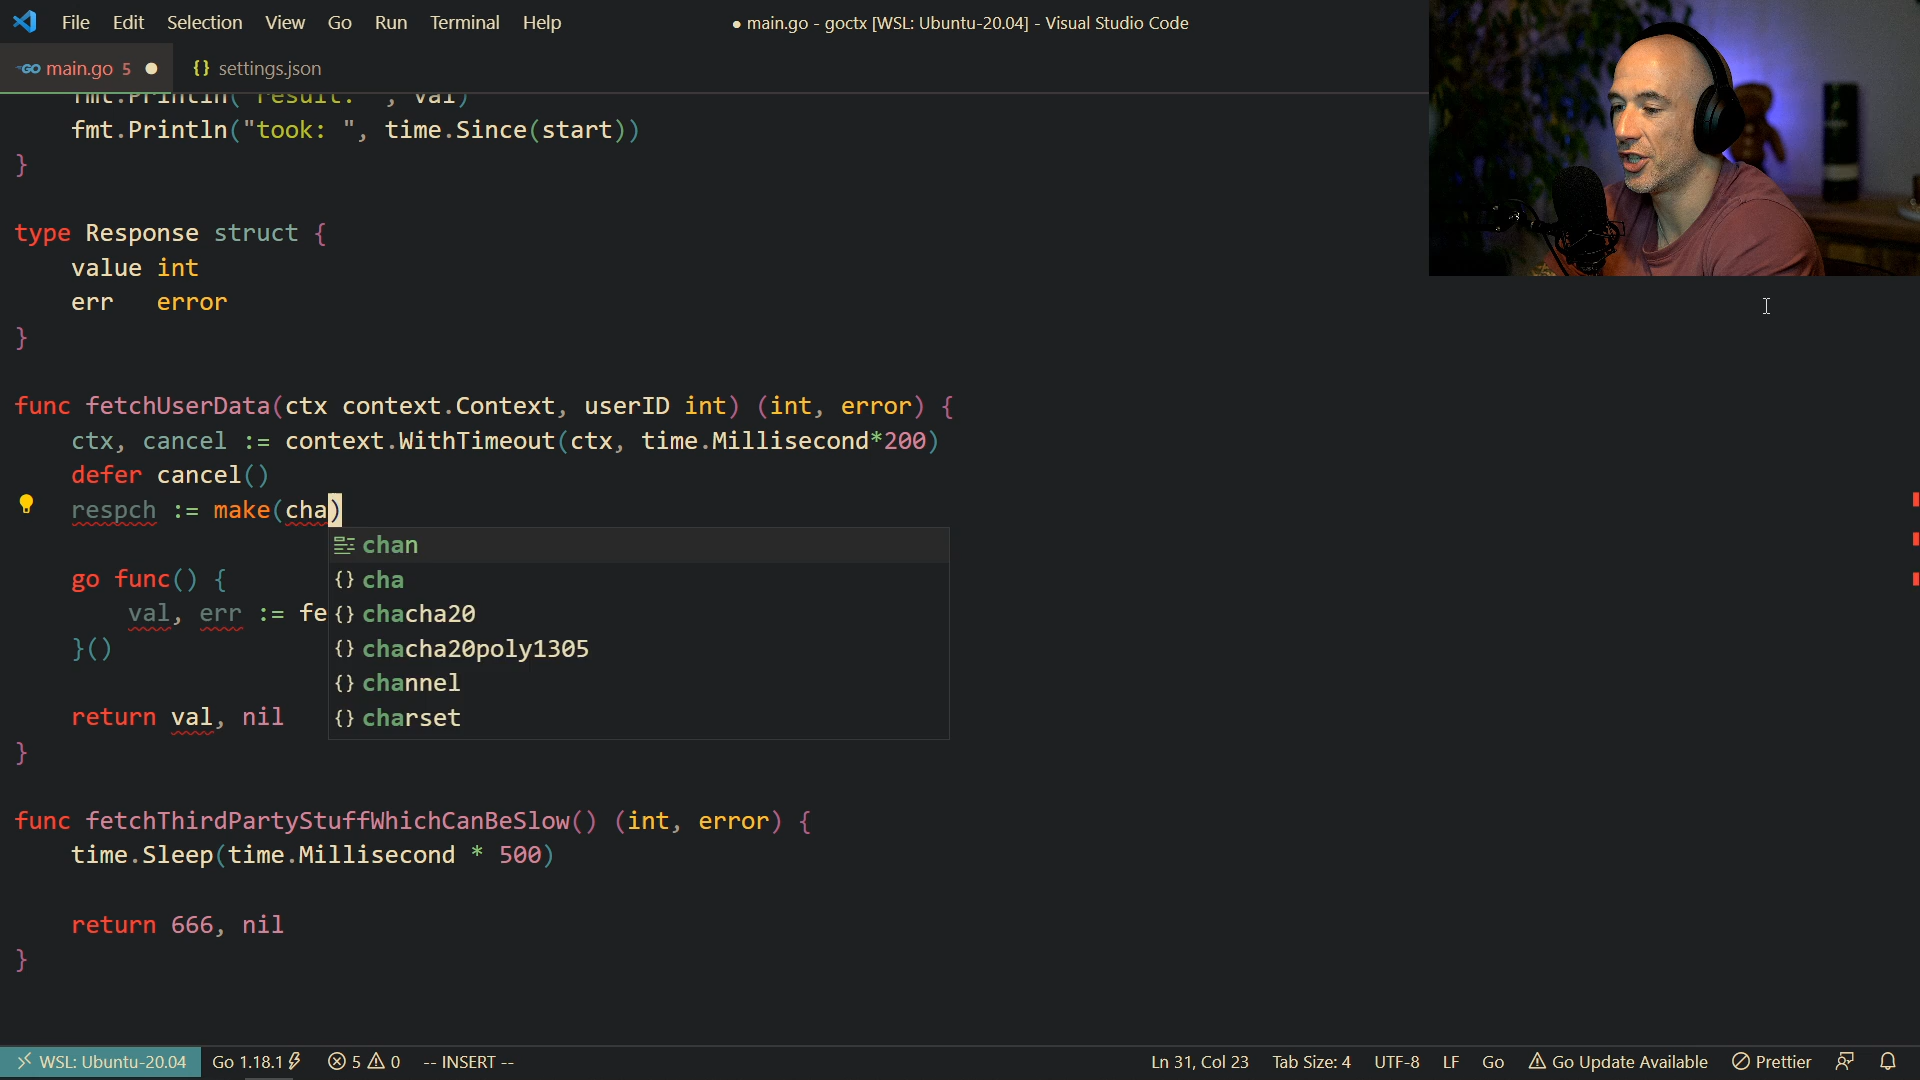 File Edit Selection View Go Run Terminal Help
● main.go - goctx [WSL: Ubuntu-20.04] - Visual Studio Code
GO main.go 5 ● {} settings.json
fmt.Println("result: ", val)
fmt.Println("took: ", time.Since(start))
}
type Response struct {
value int
err error
}
func fetchUserData(ctx context.Context, userID int) (int, error) {
ctx, cancel := context.WithTimeout(ctx, time.Millisecond*200)
defer cancel()
respch := make(cha)
chan
go func() {
{} cha
val, err := fe
{} chacha20
}()
{} chacha20poly1305
{} channel
return val, nil
{} charset
}
func fetchThirdPartyStuffWhichCanBeSlow() (int, error) {
time.Sleep(time.Millisecond * 500)
return 666, nil
}
WSL: Ubuntu-20.04 Go 1.18.1 5 0 -- INSERT -- Ln 31, Col 23 Tab Size: 4 UTF-8 LF Go Go Update Available Prettier